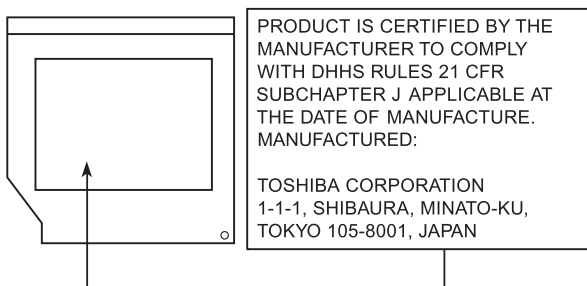 PRODUCT IS CERTIFIED BY THE
MANUFACTURER TO COMPLY
WITH DHHS RULES 21 CFR
SUBCHAPTER J APPLICABLE AT
THE DATE OF MANUFACTURE.
MANUFACTURED:
TOSHIBA CORPORATION
1-1-1, SHIBAURA, MINATO-KU,
TOKYO 105-8001, JAPAN